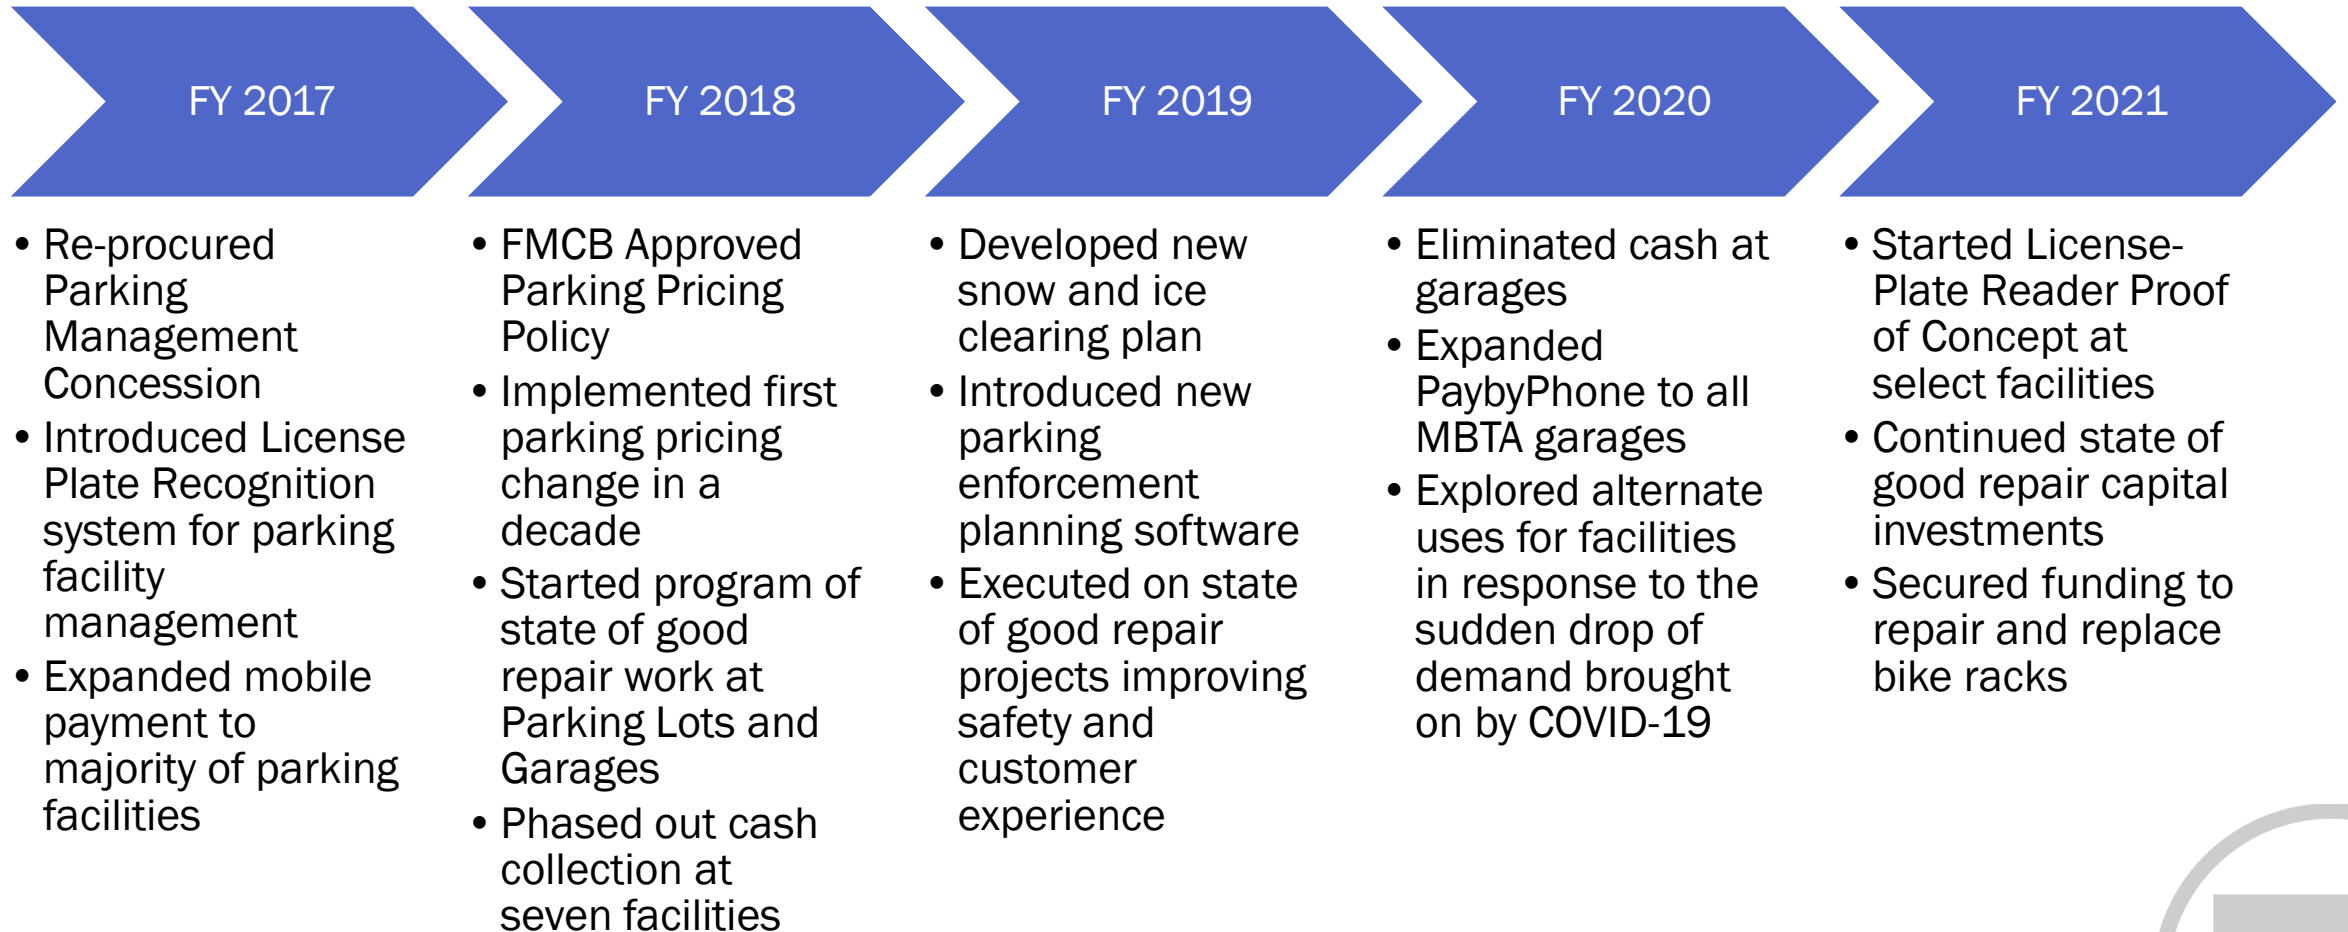 FY 2017
• Re-procured
Parking
Management
Concession
• Introduced License
Plate Recognition
system for parking
facility
management
• Expanded mobile
payment to
majority of parking
facilities
FY 2018
• FMCB Approved
Parking Pricing
Policy
• Implemented first
parking pricing
change in a
decade
• Started program of
state of good
repair work at
Parking Lots and
Garages
• Phased out cash
collection at
seven facilities
FY 2019
• Developed new
snow and ice
clearing plan
• Introduced new
parking
enforcement
planning software
• Executed on state
of good repair
projects improving
safety and
customer
experience
FY 2020
• Eliminated cash at
garages
• Expanded
PaybyPhone to all
MBTA garages
• Explored alternate
uses for facilities
in response to the
sudden drop of
demand brought
on by COVID-19
FY 2021
• Started License-
Plate Reader Proof
of Concept at
select facilities
• Continued state of
good repair capital
investments
• Secured funding to
repair and replace
bike racks